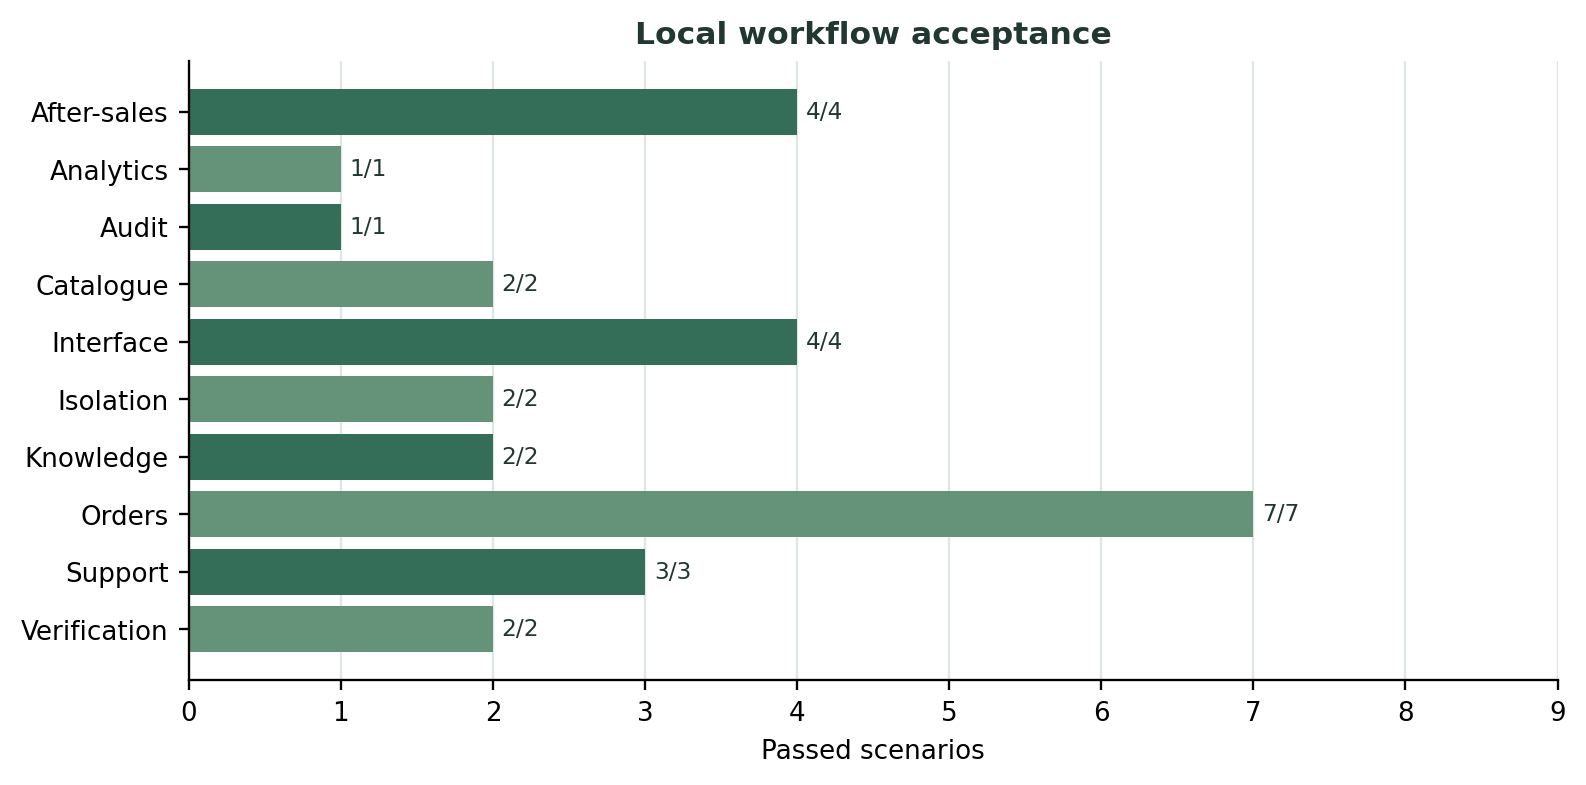 Local workflow acceptance
After-sales 4/4
Analytics 1/1
Audit 1/1
Catalogue 2/2
Interface 4/4
Isolation 2/2
Knowledge 2/2
Orders 7/7
Support 3/3
Verification 2/2
0 1 2 3 4 5 6 7 8 9
Passed scenarios